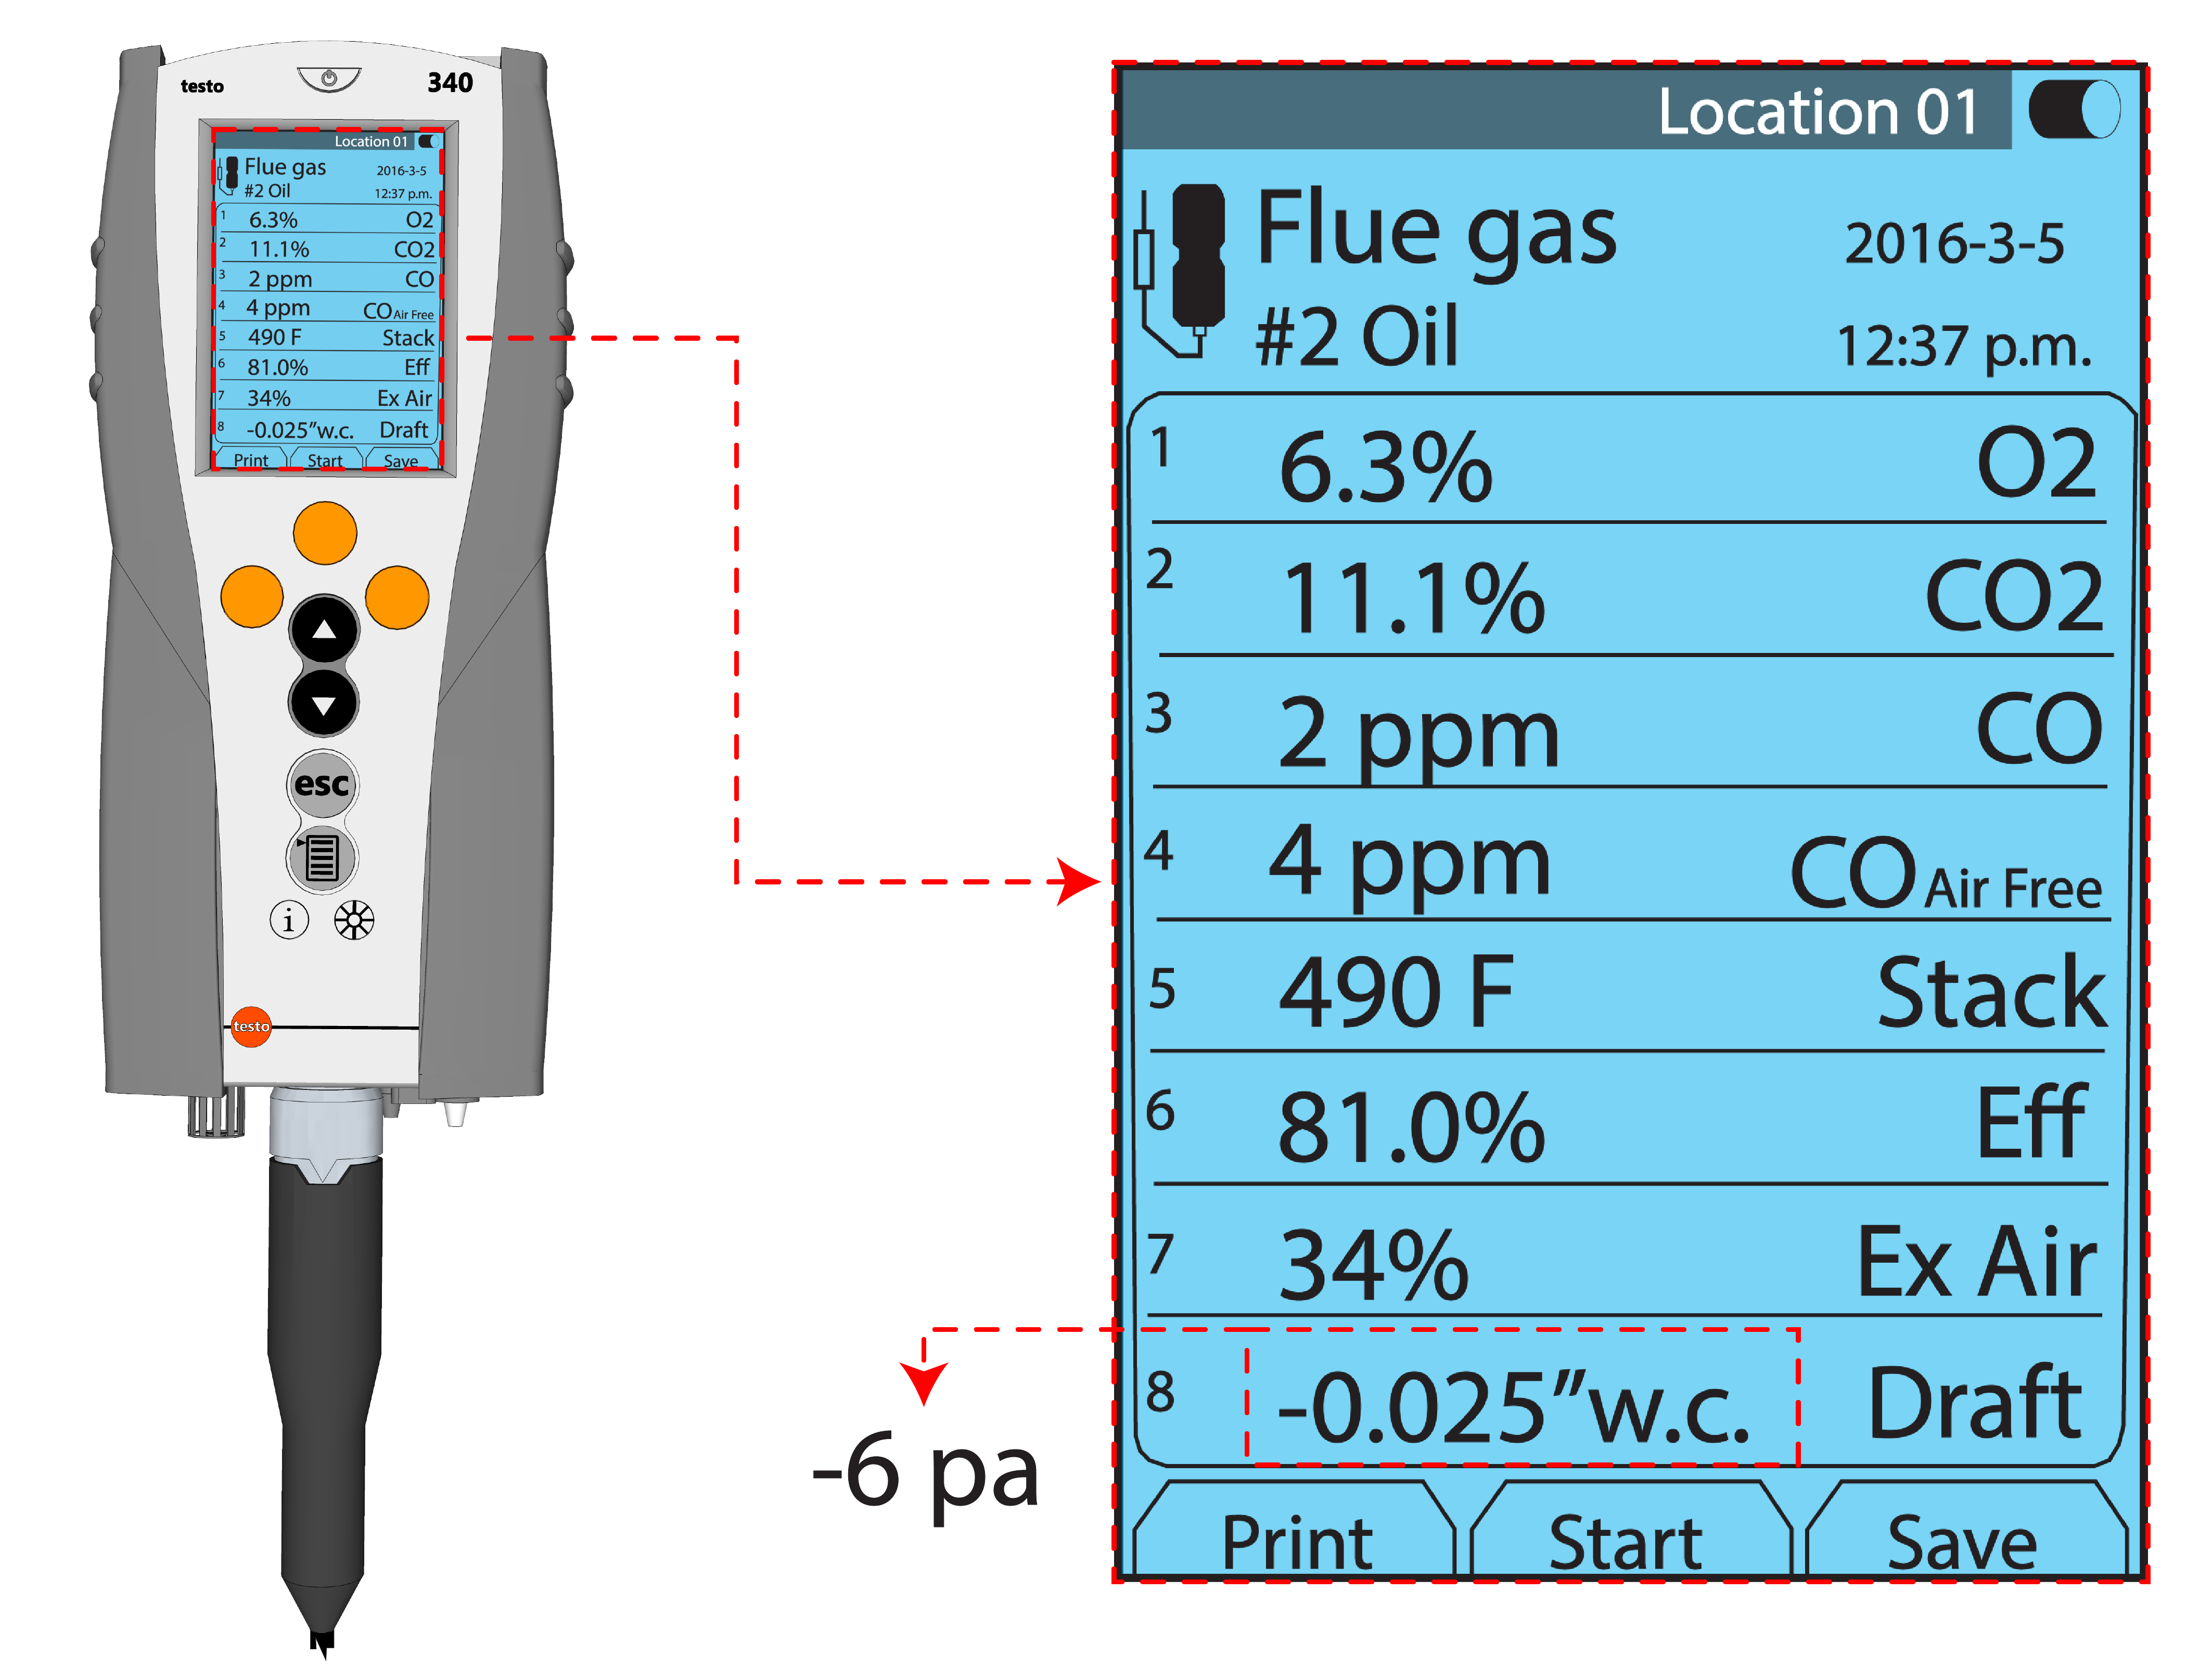 testo 340
Location 01
Flue gas 2016-3-5
#2 Oil 12:37 p.m.
1 6.3% O2
2 11.1% CO2
3 2 ppm CO
4 4 ppm CO Air Free
5 490 F Stack
6 81.0% Eff
7 34% Ex Air
8 -0.025”w.c. Draft
Print Start Save
esc
i
testo
Location 01
Flue gas 2016-3-5
#2 Oil 12:37 p.m.
1 6.3% O2
2 11.1% CO2
3 2 ppm CO
4 4 ppm CO Air Free
5 490 F Stack
6 81.0% Eff
7 34% Ex Air
8 -0.025”w.c. Draft
Print Start Save
-6 pa